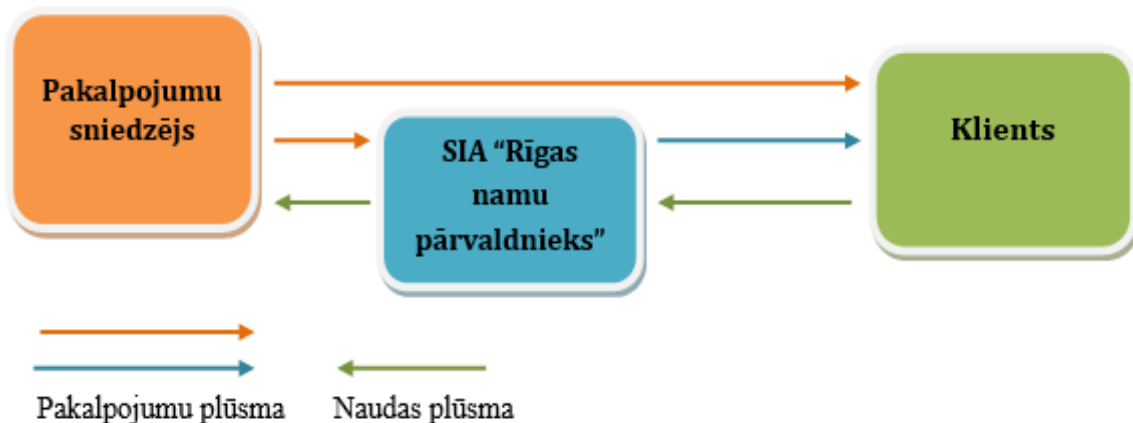 Pakalpojumu
sniedzējs
SIA “Rīgas
namu
pārvaldnieks”
Klients
Pakalpojumu plūsma
Naudas plūsma